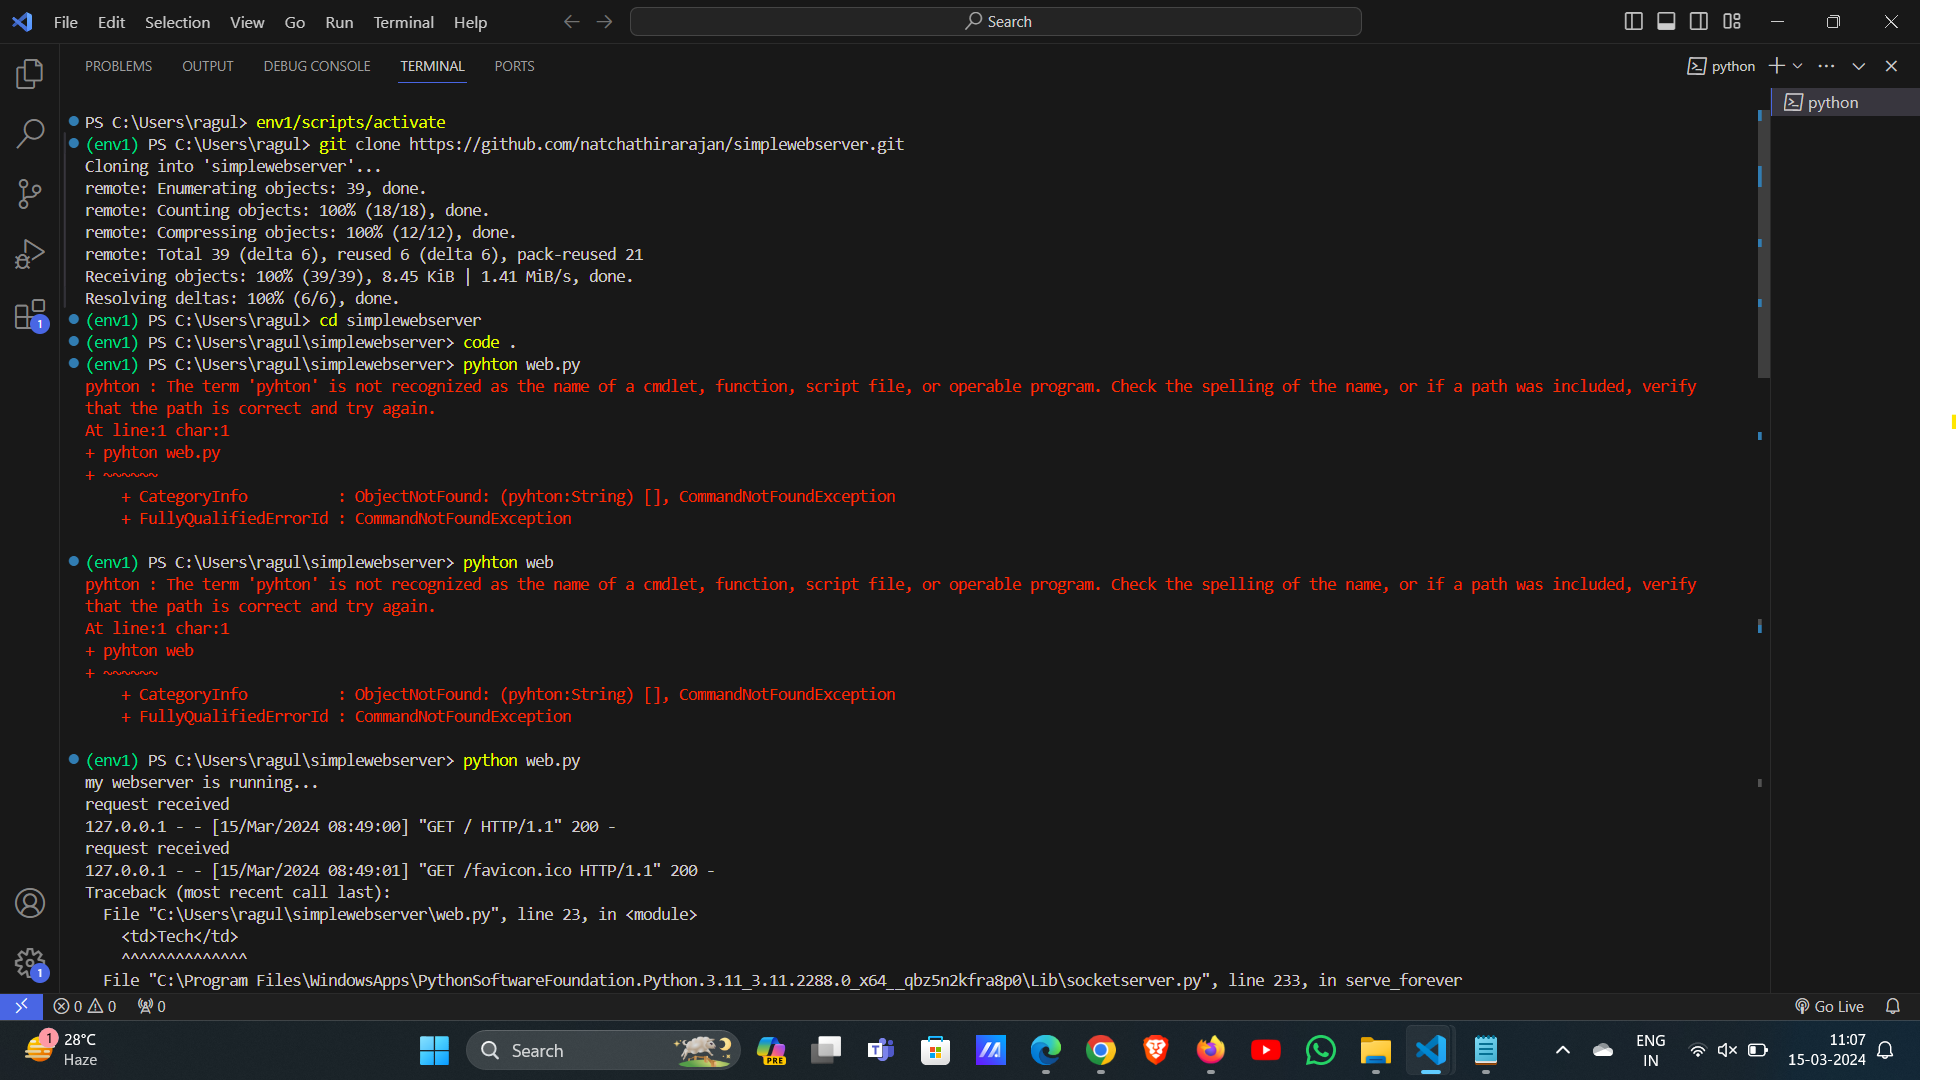 File Edit Selection View Go Run Terminal Help Search
PROBLEMS OUTPUT DEBUG CONSOLE TERMINAL PORTS python
python
PS C:\Users\ragul> env1/scripts/activate
(env1) PS C:\Users\ragul> git clone https://github.com/natchathirarajan/simplewebserver.git
Cloning into 'simplewebserver'...
remote: Enumerating objects: 39, done.
remote: Counting objects: 100% (18/18), done.
remote: Compressing objects: 100% (12/12), done.
remote: Total 39 (delta 6), reused 6 (delta 6), pack-reused 21
Receiving objects: 100% (39/39), 8.45 KiB | 1.41 MiB/s, done.
Resolving deltas: 100% (6/6), done.
(env1) PS C:\Users\ragul> cd simplewebserver
(env1) PS C:\Users\ragul\simplewebserver> code .
(env1) PS C:\Users\ragul\simplewebserver> pyhton web.py
pyhton : The term 'pyhton' is not recognized as the name of a cmdlet, function, script file, or operable program. Check the spelling of the name, or if a path was included, verify
that the path is correct and try again.
At line:1 char:1
+ pyhton web.py
+ ~~~~~~
    + CategoryInfo          : ObjectNotFound: (pyhton:String) [], CommandNotFoundException
    + FullyQualifiedErrorId : CommandNotFoundException
(env1) PS C:\Users\ragul\simplewebserver> pyhton web
pyhton : The term 'pyhton' is not recognized as the name of a cmdlet, function, script file, or operable program. Check the spelling of the name, or if a path was included, verify
that the path is correct and try again.
At line:1 char:1
+ pyhton web
+ ~~~~~~
    + CategoryInfo          : ObjectNotFound: (pyhton:String) [], CommandNotFoundException
    + FullyQualifiedErrorId : CommandNotFoundException
(env1) PS C:\Users\ragul\simplewebserver> python web.py
my webserver is running...
request received
127.0.0.1 - - [15/Mar/2024 08:49:00] "GET / HTTP/1.1" 200 -
request received
127.0.0.1 - - [15/Mar/2024 08:49:01] "GET /favicon.ico HTTP/1.1" 200 -
Traceback (most recent call last):
  File "C:\Users\ragul\simplewebserver\web.py", line 23, in <module>
    <td>Tech</td>
    ^^^^^^^^^^^^^^
  File "C:\Program Files\WindowsApps\PythonSoftwareFoundation.Python.3.11_3.11.2288.0_x64__qbz5n2kfra8p0\Lib\socketserver.py", line 233, in serve_forever
1
1
0 0 0 Go Live
1 28°C
Haze
Search
PRE
ENG
IN
11:07
15-03-2024